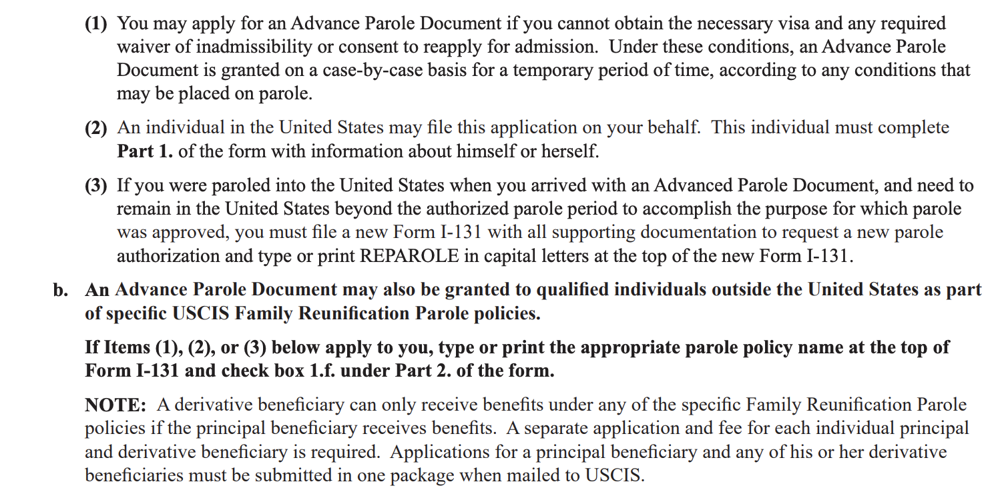 (1) You may apply for an Advance Parole Document if you cannot obtain the necessary visa and any required
waiver of inadmissibility or consent to reapply for admission.  Under these conditions, an Advance Parole
Document is granted on a case-by-case basis for a temporary period of time, according to any conditions that
may be placed on parole.
(2) An individual in the United States may file this application on your behalf.  This individual must complete
Part 1. of the form with information about himself or herself.
(3) If you were paroled into the United States when you arrived with an Advanced Parole Document, and need to
remain in the United States beyond the authorized parole period to accomplish the purpose for which parole
was approved, you must file a new Form I-131 with all supporting documentation to request a new parole
authorization and type or print REPAROLE in capital letters at the top of the new Form I-131.
b. An Advance Parole Document may also be granted to qualified individuals outside the United States as part
of specific USCIS Family Reunification Parole policies.
If Items (1), (2), or (3) below apply to you, type or print the appropriate parole policy name at the top of
Form I-131 and check box 1.f. under Part 2. of the form.
NOTE:  A derivative beneficiary can only receive benefits under any of the specific Family Reunification Parole
policies if the principal beneficiary receives benefits.  A separate application and fee for each individual principal
and derivative beneficiary is required.  Applications for a principal beneficiary and any of his or her derivative
beneficiaries must be submitted in one package when mailed to USCIS.